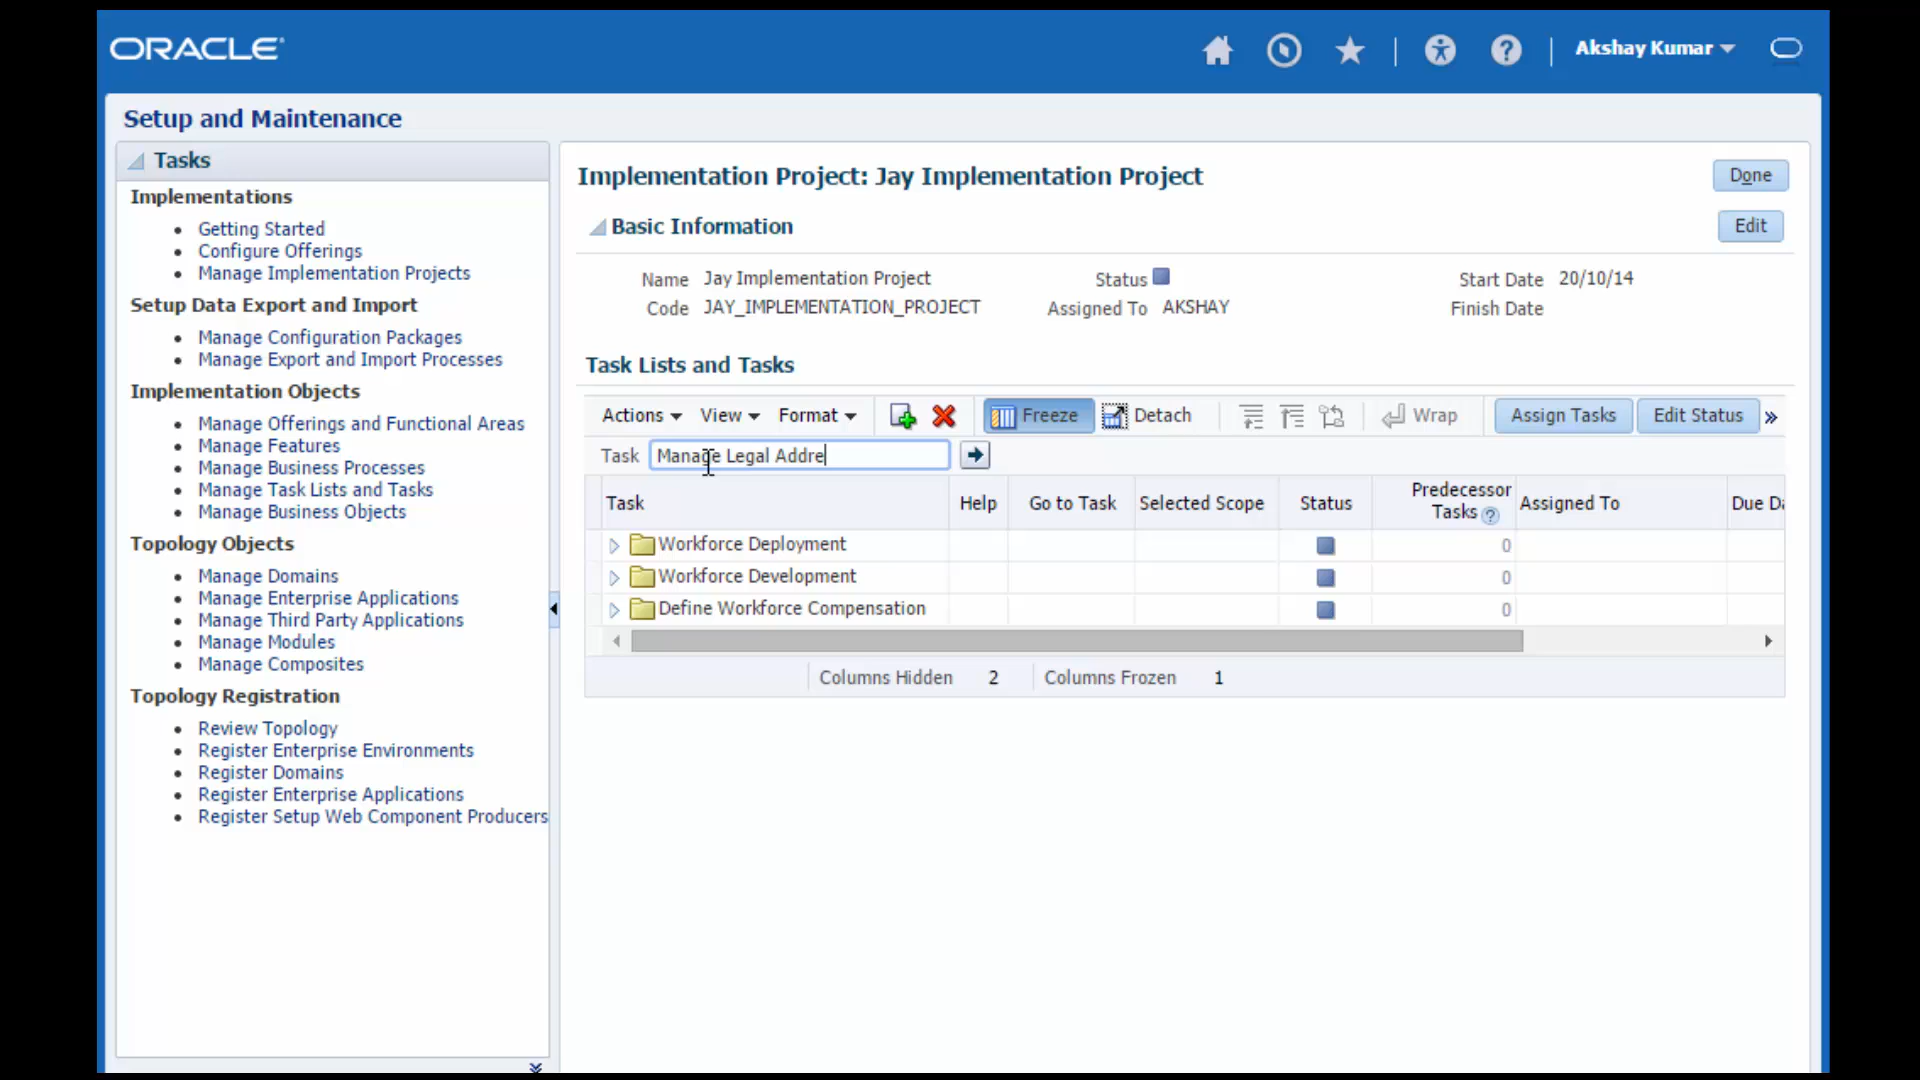 ORACLE
Akshay Kumar
Setup and Maintenance
Tasks
Implementations
Getting Started
Configure Offerings
Manage Implementation Projects
Setup Data Export and Import
Manage Configuration Packages
Manage Export and Import Processes
Implementation Objects
Manage Offerings and Functional Areas
Manage Features
Manage Business Processes
Manage Task Lists and Tasks
Manage Business Objects
Topology Objects
Manage Domains
Manage Enterprise Applications
Manage Third Party Applications
Manage Modules
Manage Composites
Topology Registration
Review Topology
Register Enterprise Environments
Register Domains
Register Enterprise Applications
Register Setup Web Component Producers
Implementation Project: Jay Implementation Project
Done
Basic Information
Edit
Name Jay Implementation Project Status Start Date 20/10/14
Code JAY_IMPLEMENTATION_PROJECT Assigned To AKSHAY Finish Date
Task Lists and Tasks
Actions View Format Freeze Detach Wrap Assign Tasks Edit Status »
Task Manage Legal Addre
Task Help Go to Task Selected Scope Status Predecessor Tasks Assigned To Due Da
Workforce Deployment 0
Workforce Development 0
Define Workforce Compensation 0
Columns Hidden 2 Columns Frozen 1